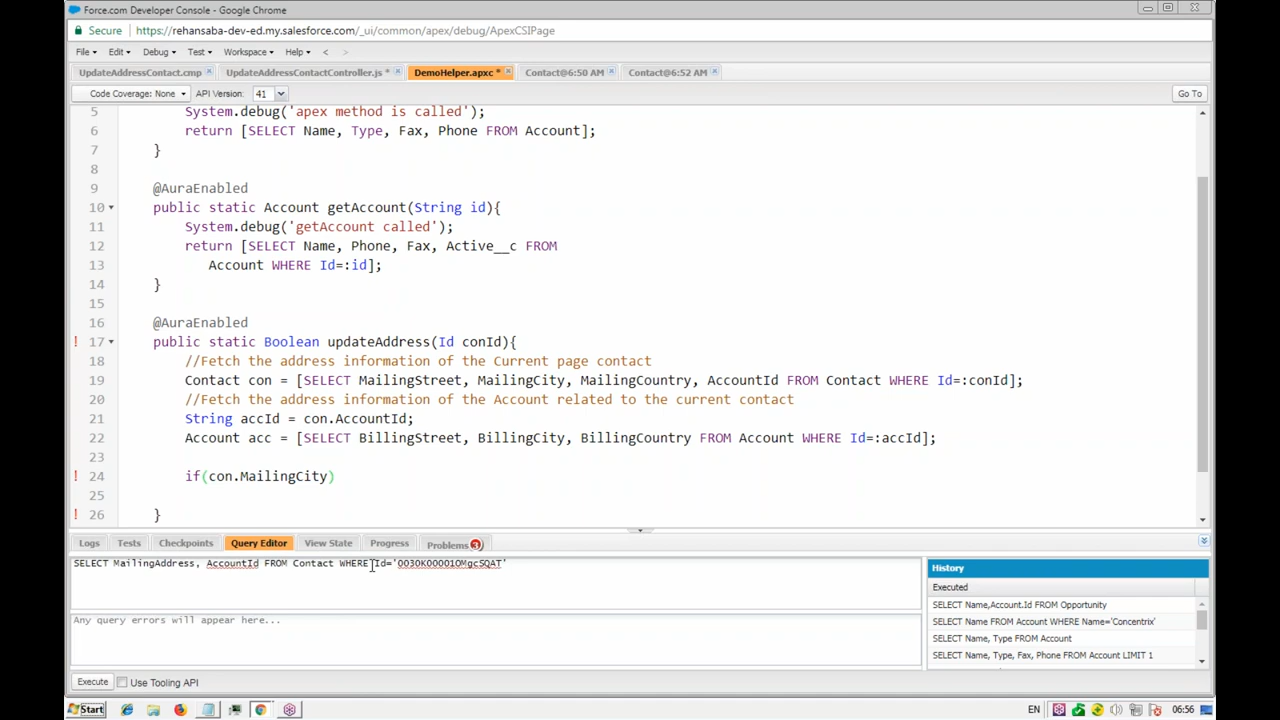 Force.com Developer Console - Google Chrome
Secure https://rehansaba-dev-ed.my.salesforce.com/_ui/common/apex/debug/ApexCSIPage
File Edit Debug Test Workspace Help < >
UpdateAddressContact.cmp UpdateAddressContactController.js * DemoHelper.apxc * Contact@6:50 AM Contact@6:52 AM
Code Coverage: None API Version: 41 Go To
5 System.debug('apex method is called');
6 return [SELECT Name, Type, Fax, Phone FROM Account];
7 }
8
9 @AuraEnabled
10 public static Account getAccount(String id){
11 System.debug('getAccount called');
12 return [SELECT Name, Phone, Fax, Active__c FROM
13 Account WHERE Id=:id];
14 }
15
16 @AuraEnabled
17 public static Boolean updateAddress(Id conId){
18 //Fetch the address information of the Current page contact
19 Contact con = [SELECT MailingStreet, MailingCity, MailingCountry, AccountId FROM Contact WHERE Id=:conId];
20 //Fetch the address information of the Account related to the current contact
21 String accId = con.AccountId;
22 Account acc = [SELECT BillingStreet, BillingCity, BillingCountry FROM Account WHERE Id=:accId];
23
24 if(con.MailingCity)
25
26 }
Logs Tests Checkpoints Query Editor View State Progress Problems 3
SELECT MailingAddress, AccountId FROM Contact WHERE Id='0030K00001OMgcSQAT'
Any query errors will appear here...
History
Executed
SELECT Name,Account.Id FROM Opportunity
SELECT Name FROM Account WHERE Name='Concentrix'
SELECT Name, Type FROM Account
SELECT Name, Type, Fax, Phone FROM Account LIMIT 1
Execute Use Tooling API
Start EN 06:56